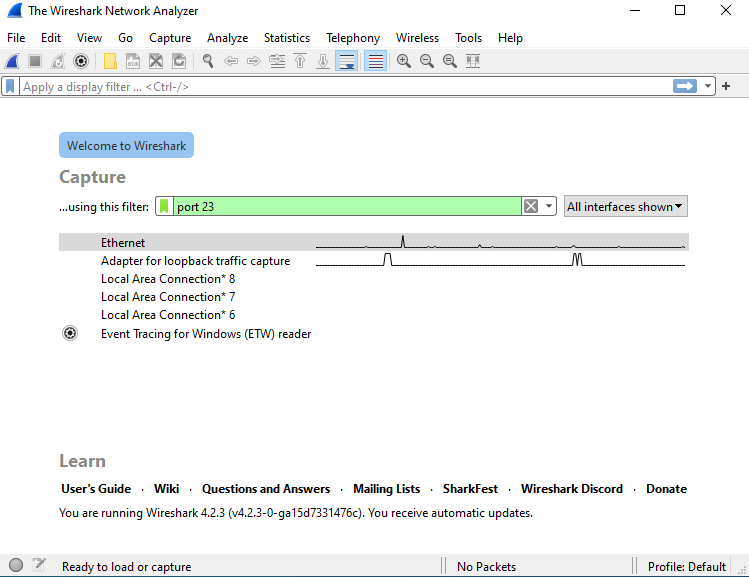 The Wireshark Network Analyzer
File Edit View Go Capture Analyze Statistics Telephony Wireless Tools Help
Apply a display filter ... <Ctrl-/>
Welcome to Wireshark
Capture
...using this filter: port 23 All interfaces shown
Ethernet
Adapter for loopback traffic capture
Local Area Connection* 8
Local Area Connection* 7
Local Area Connection* 6
Event Tracing for Windows (ETW) reader
Learn
User's Guide · Wiki · Questions and Answers · Mailing Lists · SharkFest · Wireshark Discord · Donate
You are running Wireshark 4.2.3 (v4.2.3-0-ga15d7331476c). You receive automatic updates.
Ready to load or capture No Packets Profile: Default